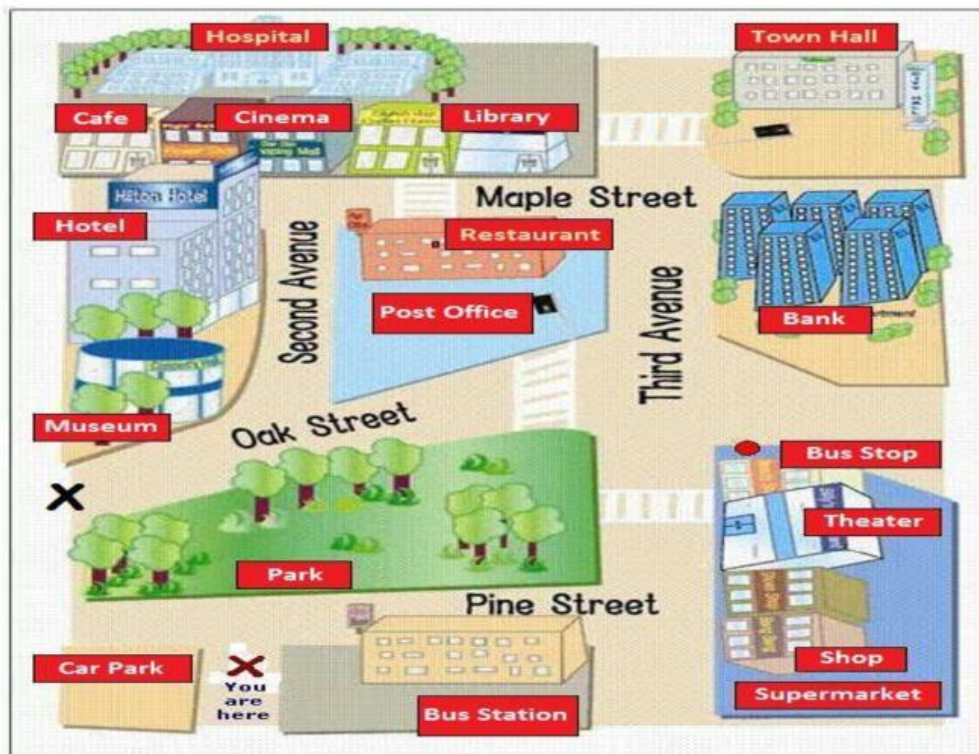 Hospital
Town Hall
Cafe
Cinema
Library
Maple Street
Hilton Hotel
Hotel
Restaurant
Second Avenue
Post Office
Third Avenue
Bank
Museum
Oak Street
Bus Stop
Theater
Park
Pine Street
Car Park
You
are
here
Shop
Supermarket
Bus Station